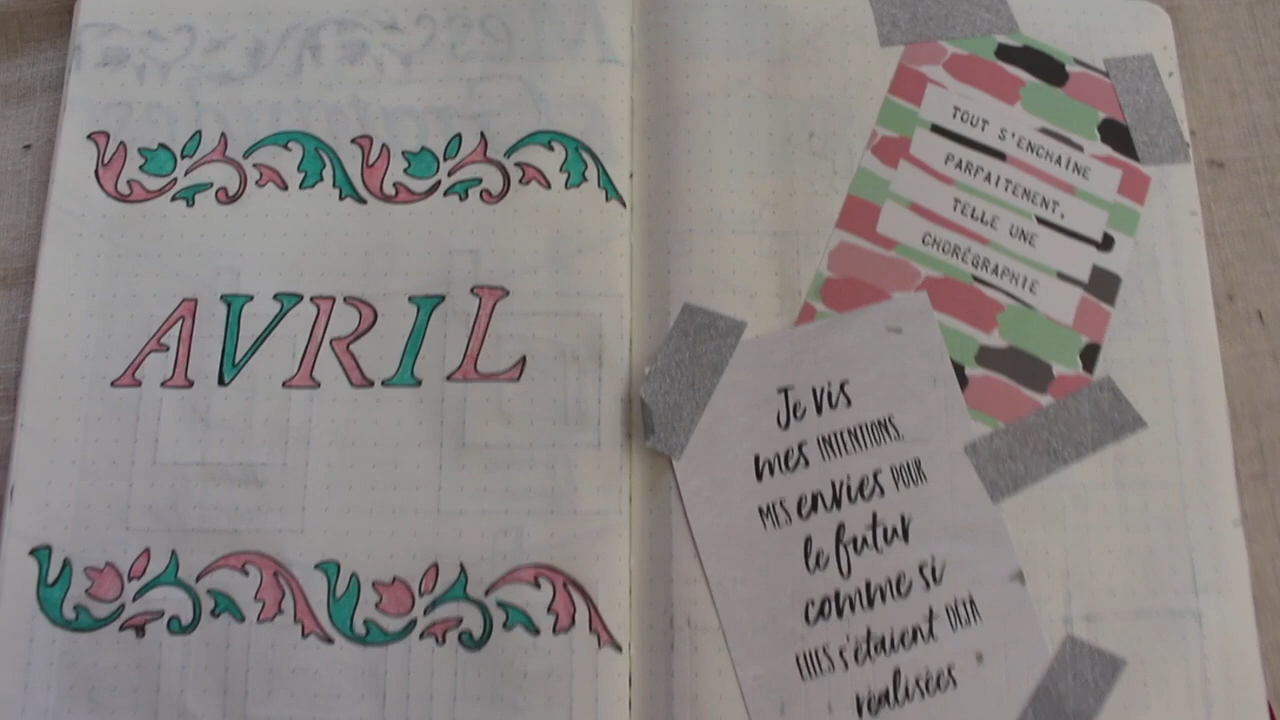 AVRIL
TOUT S'ENCHAÎNE
PARFAITEMENT,
TELLE UNE
CHORÉGRAPHIE
Je vis
mes INTENTIONS,
MES envies POUR
le futur
comme si
ELLES s'étaient DÉJÀ
réalisées "